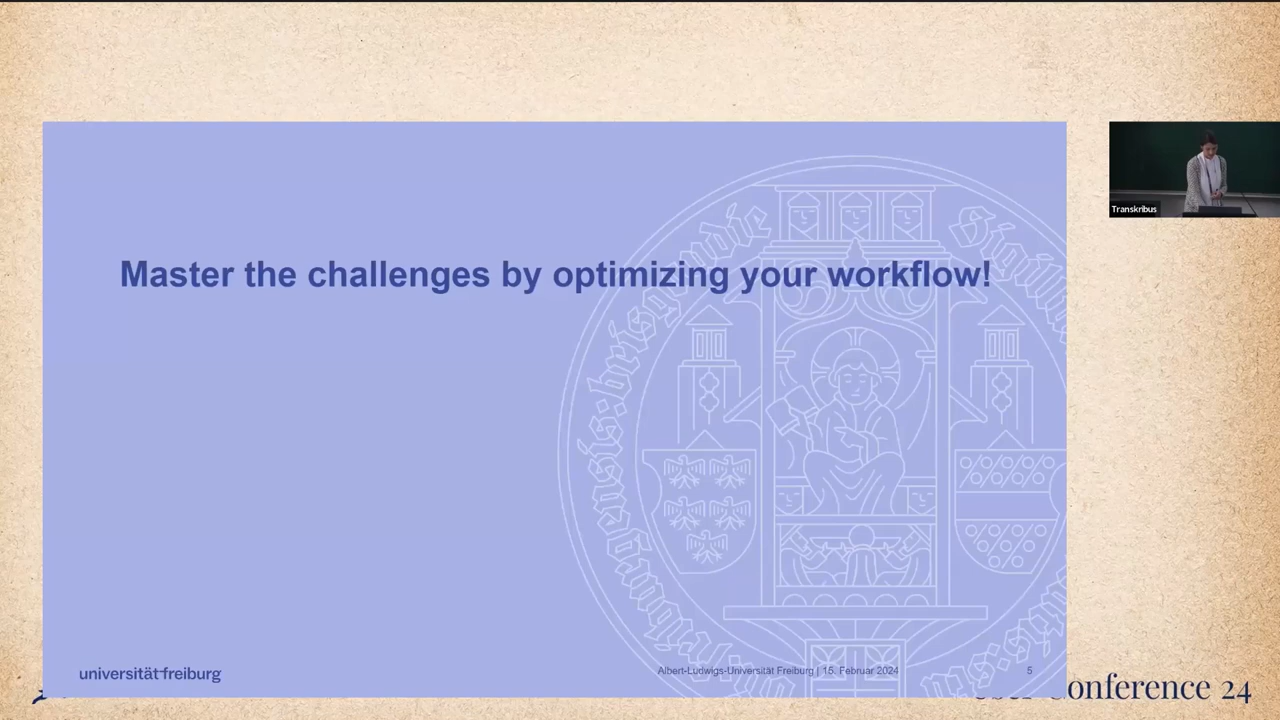 Master the challenges by optimizing your workflow!
Transkribus
universität freiburg
Albert-Ludwigs-Universität Freiburg | 15. Februar 2024
5
Conference 24